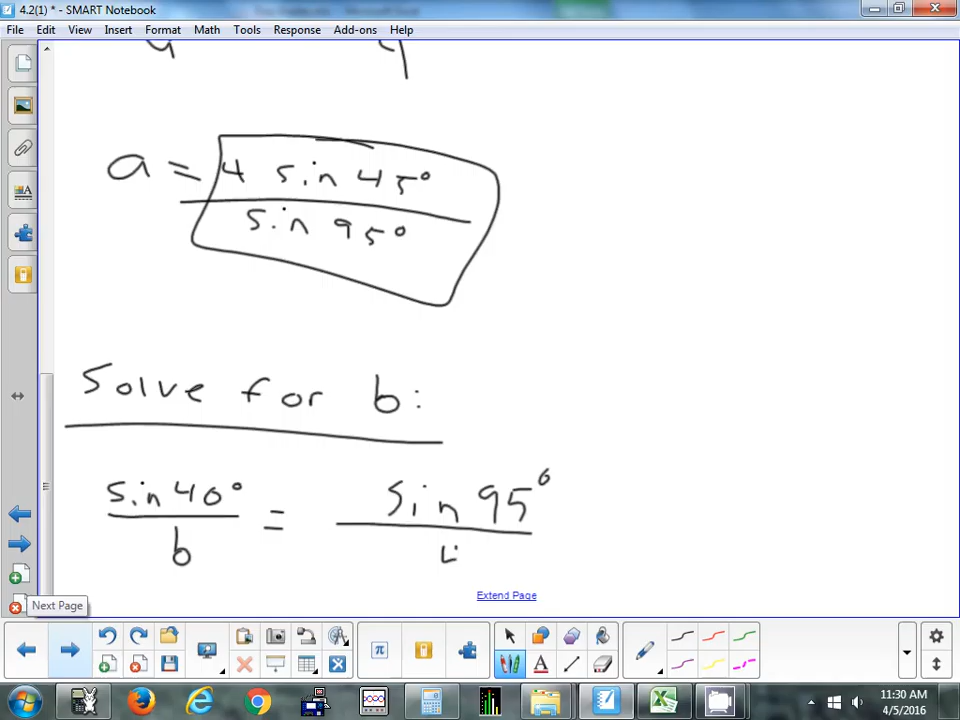 4.2(1) * - SMART Notebook
File Edit View Insert Format Math Tools Response Add-ons Help
a = 4 sin 45°
sin 95°
Solve for b:
sin 40° = sin 95°
b
Extend Page
Next Page
11:30 AM
4/5/2016